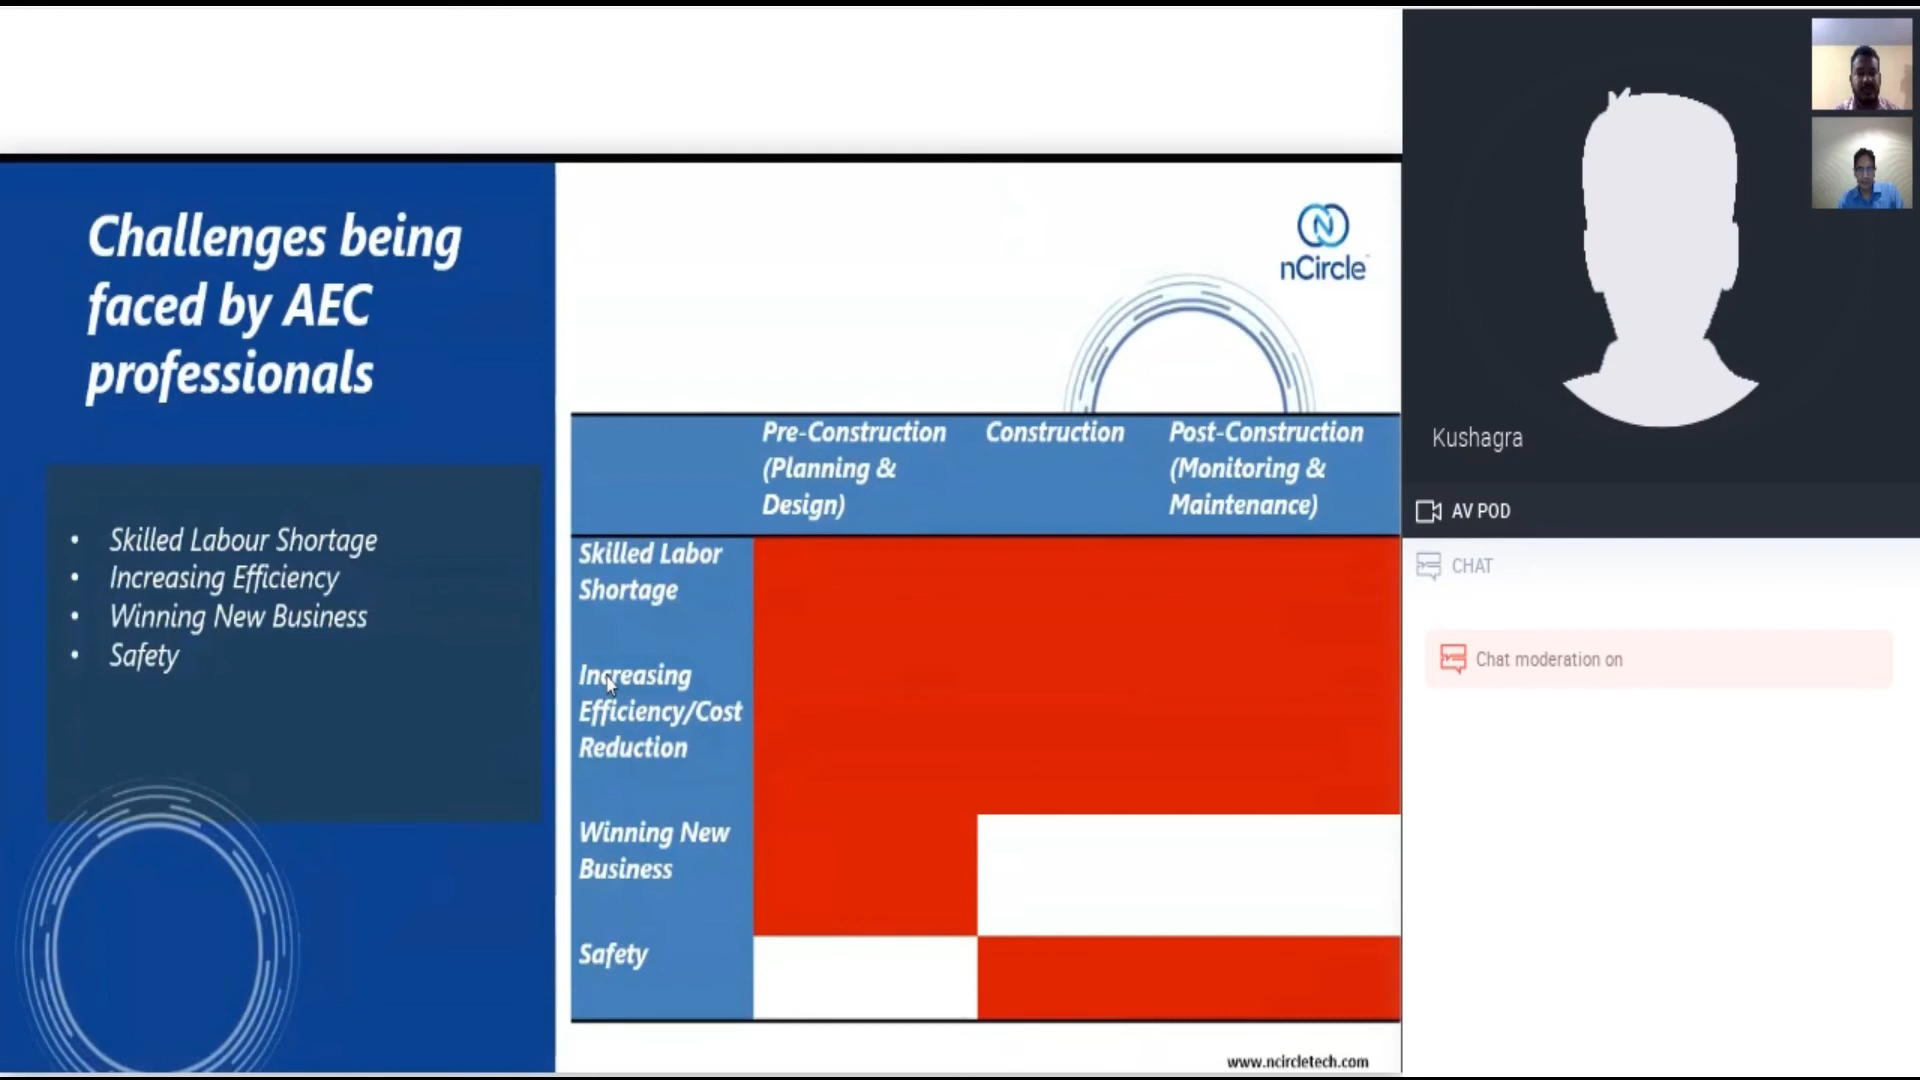 Challenges being
faced by AEC
professionals
• Skilled Labour Shortage
• Increasing Efficiency
• Winning New Business
• Safety
nCircle
Pre-Construction
(Planning &
Design)
Construction
Post-Construction
(Monitoring &
Maintenance)
Skilled Labor
Shortage
Increasing
Efficiency/Cost
Reduction
Winning New
Business
Safety
www.ncircletech.com
Kushagra
AV POD
CHAT
Chat moderation on